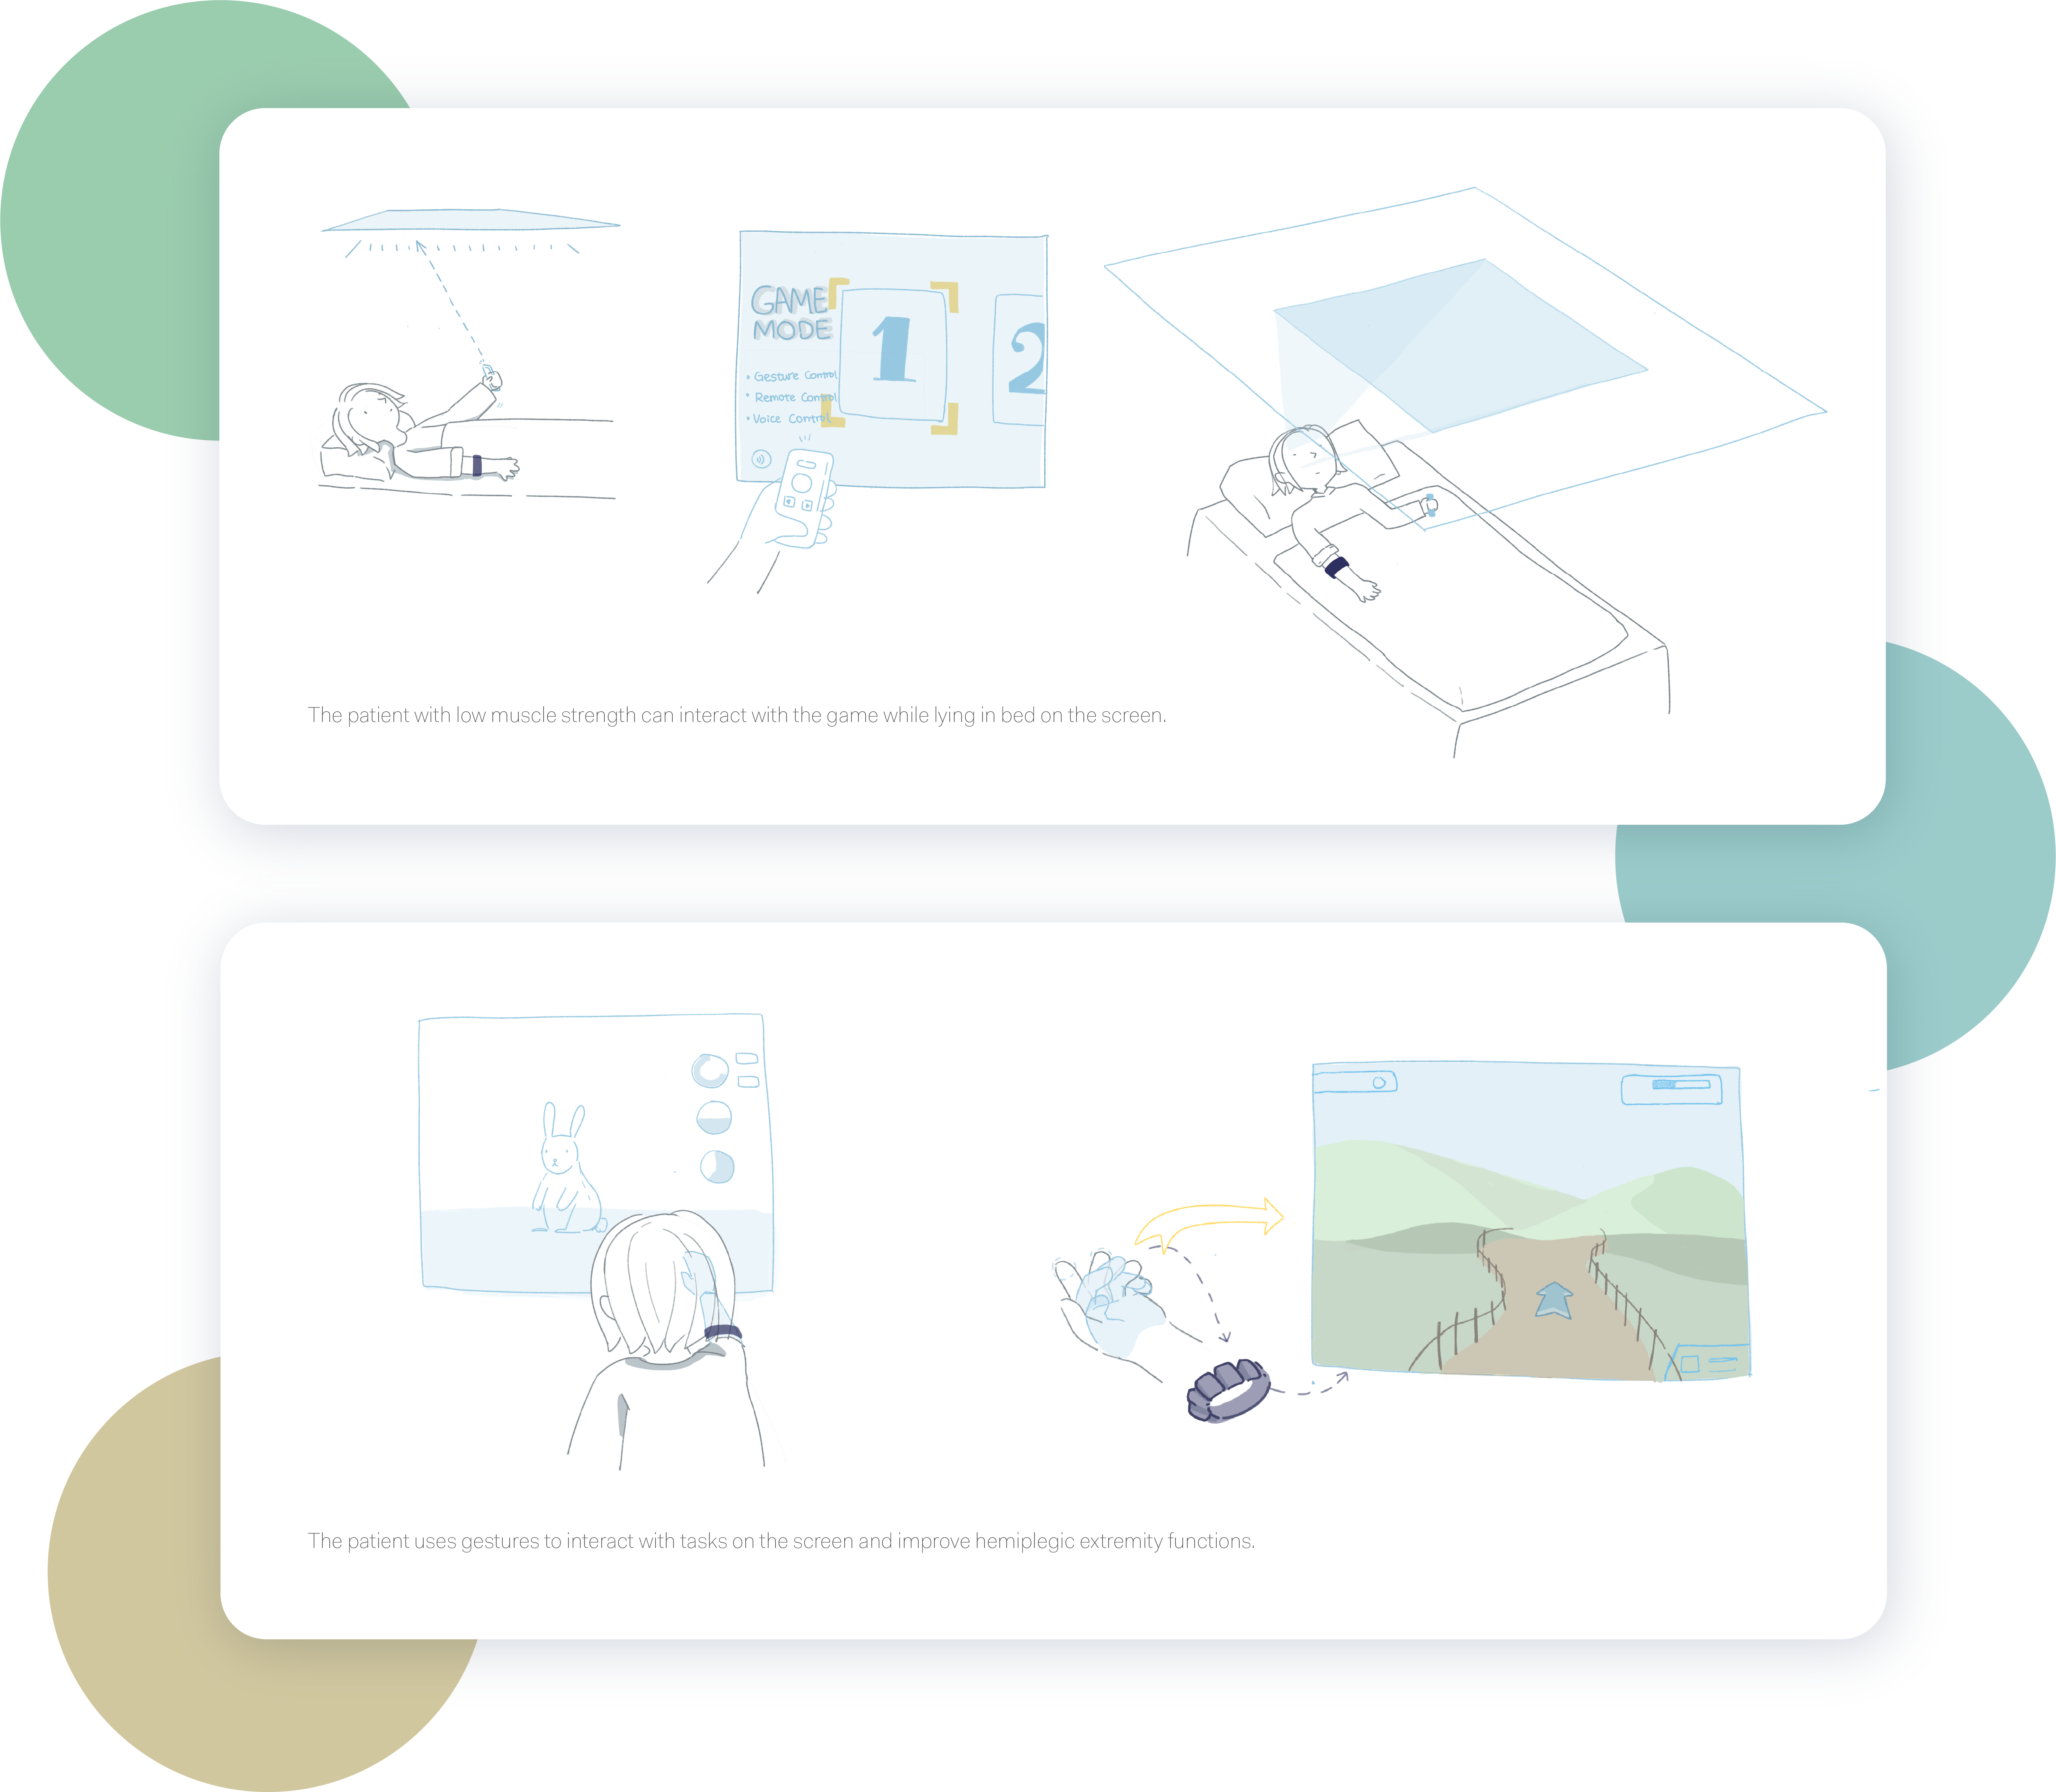 GAME
MODE
1
2
• Gesture Control
• Remote Control
• Voice Control
The patient with low muscle strength can interact with the game while lying in bed on the screen.
The patient uses gestures to interact with tasks on the screen and improve hemiplegic extremity functions.